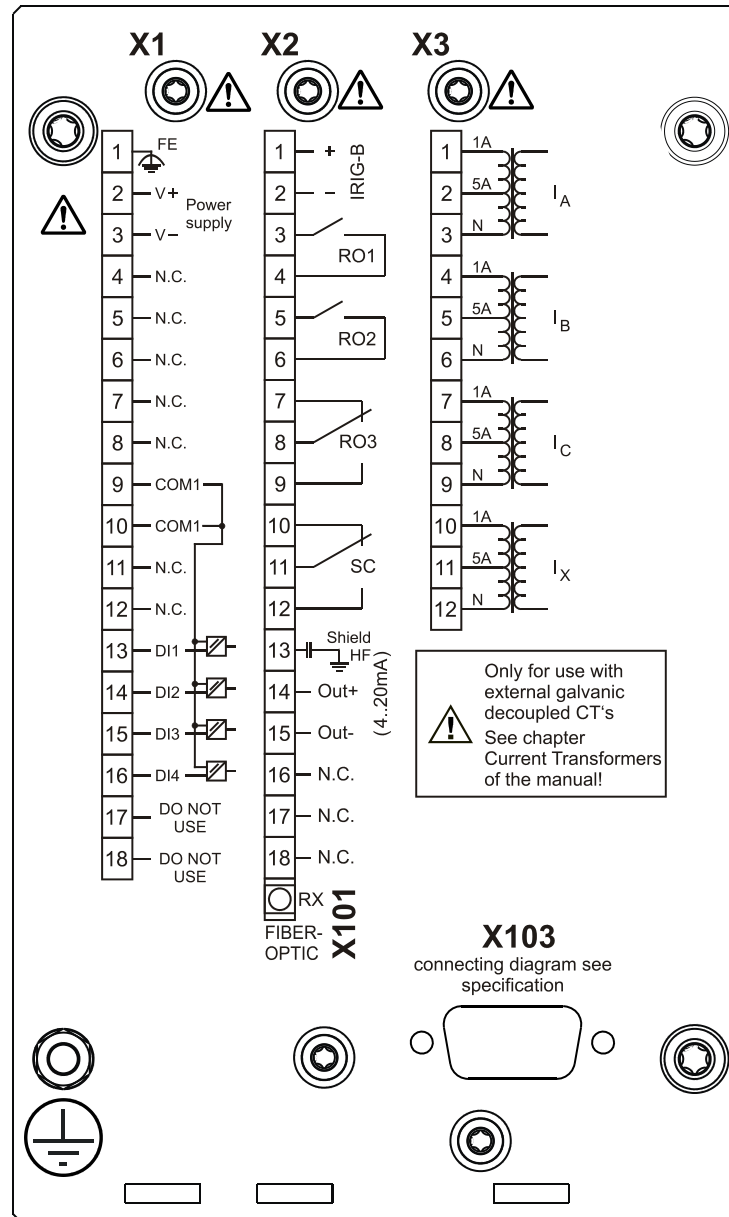 X1
X2
X3
1 FE
2 V+
Power
supply
3 V−
4 N.C.
5 N.C.
6 N.C.
7 N.C.
8 N.C.
9 COM1
10 COM1
11 N.C.
12 N.C.
13 DI1
14 DI2
15 DI3
16 DI4
17 DO NOT
USE
18 DO NOT
USE
1 +
2 −
IRIG-B
3
4
RO1
5
6
RO2
7
8
9
RO3
10
11
12
SC
13 Shield
HF
14 Out+
15 Out-
(4..20mA)
16 N.C.
17 N.C.
18 N.C.
RX
FIBER-
OPTIC
X101
1 1A
2 5A
3 N
IA
4 1A
5 5A
6 N
IB
7 1A
8 5A
9 N
IC
10 1A
11 5A
12 N
IX
Only for use with
external galvanic
decoupled CT‘s
See chapter
Current Transformers
of the manual!
X103
connecting diagram see
specification